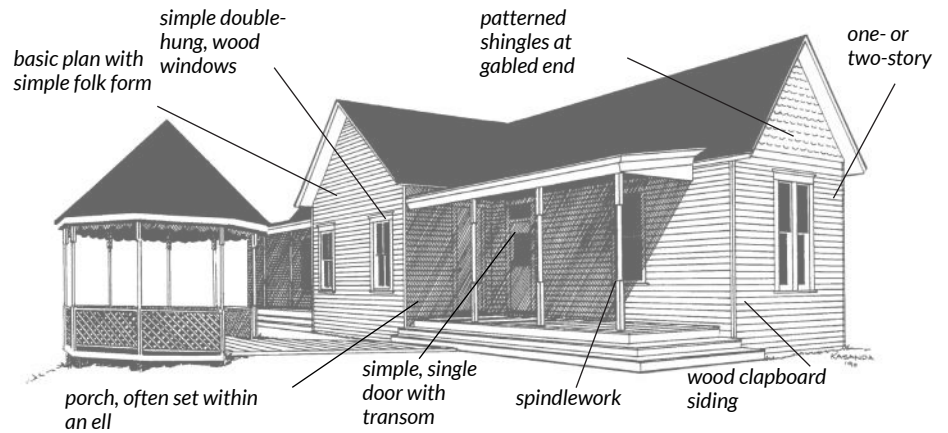 simple double-
hung, wood
windows
patterned
shingles at
gabled end
one- or
two-story
basic plan with
simple folk form
porch, often set within
an ell
simple, single
door with
transom
spindlework
wood clapboard
siding
KASANDA